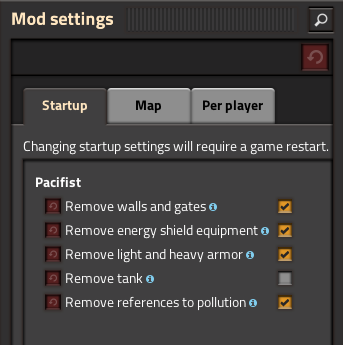 Mod settings
Startup
Map
Per player
Changing startup settings will require a game restart.
Pacifist
Remove walls and gates
Remove energy shield equipment
Remove light and heavy armor
Remove tank
Remove references to pollution